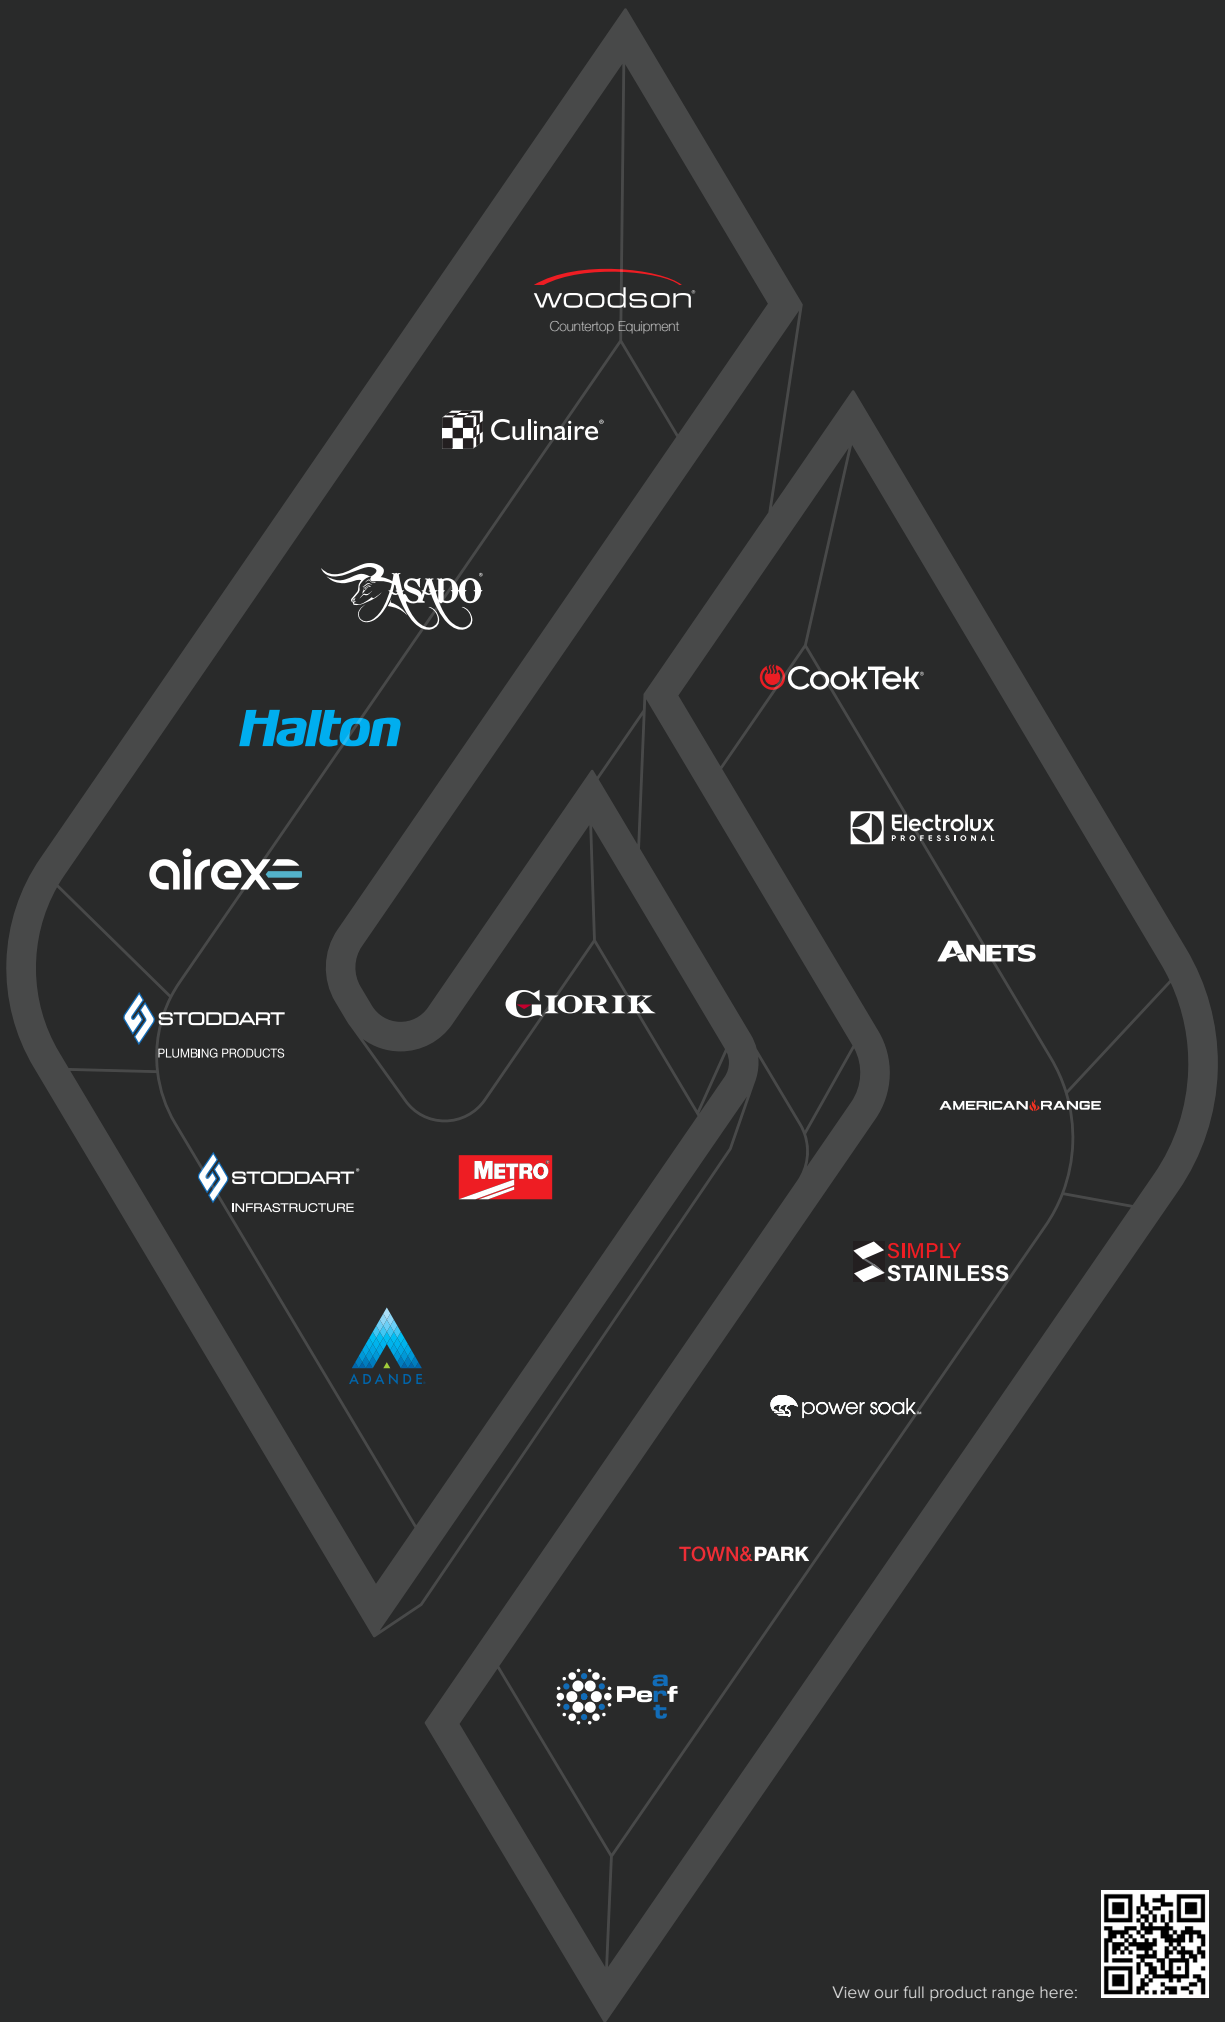 woodson®
Countertop Equipment
Culinaire®
ASADO®
CookTek®
Halton
Electrolux
PROFESSIONAL
airex
ANETS
STODDART
PLUMBING PRODUCTS
GIORIK
AMERICAN RANGE
STODDART®
INFRASTRUCTURE
METRO
SIMPLY
STAINLESS
ADANDE
power soak
TOWN&PARK
Perf
art
View our full product range here: